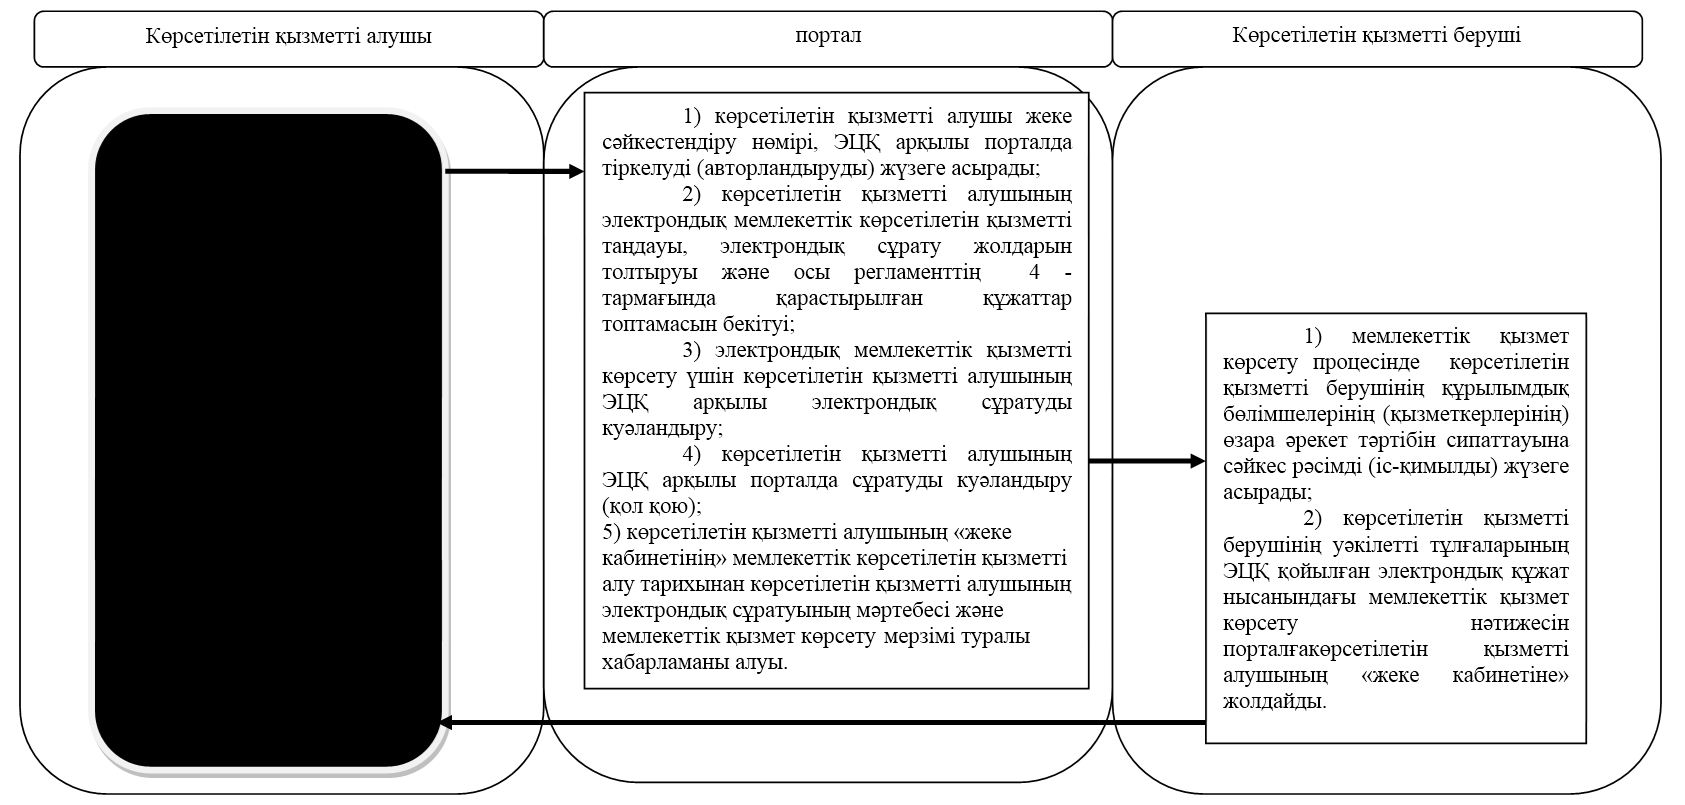 Көрсетілетін қызметті алушы
портал
Көрсетілетін қызметті беруші
1) көрсетілетін қызметті алушы жеке
сәйкестендіру нөмірі, ЭЦҚ арқылы порталда
тіркелуді (авторландыруды) жүзеге асырады;
2) көрсетілетін қызметті алушының
электрондық мемлекеттік көрсетілетін қызметті
таңдауы, электрондық сұрату жолдарын
толтыруы және осы регламенттің 4 -
тармағында қарастырылған құжаттар
топтамасын бекітуі;
3) электрондық мемлекеттік қызметті
көрсету үшін көрсетілетін қызметті алушының
ЭЦҚ арқылы электрондық сұратуды
куәландыру;
4) көрсетілетін қызметті алушының
ЭЦҚ арқылы порталда сұратуды куәландыру
(қол қою);
5) көрсетілетін қызметті алушының «жеке
кабинетінің» мемлекеттік көрсетілетін қызметті
алу тарихынан көрсетілетін қызметті алушының
электрондық сұратуының мәртебесі және
мемлекеттік қызмет көрсету мерзімі туралы
хабарламаны алуы.
1) мемлекеттік қызмет
көрсету процесінде көрсетілетін
қызметті берушінің құрылымдық
бөлімшелерінің (қызметкерлерінің)
өзара әрекет тәртібін сипаттауына
сәйкес рәсімді (іс-қимылды) жүзеге
асырады;
2) көрсетілетін қызметті
берушінің уәкілетті тұлғаларының
ЭЦҚ қойылған электрондық құжат
нысанындағы мемлекеттік қызмет
көрсету нәтижесін
порталғакөрсетілетін қызметті
алушының «жеке кабинетіне»
жолдайды.